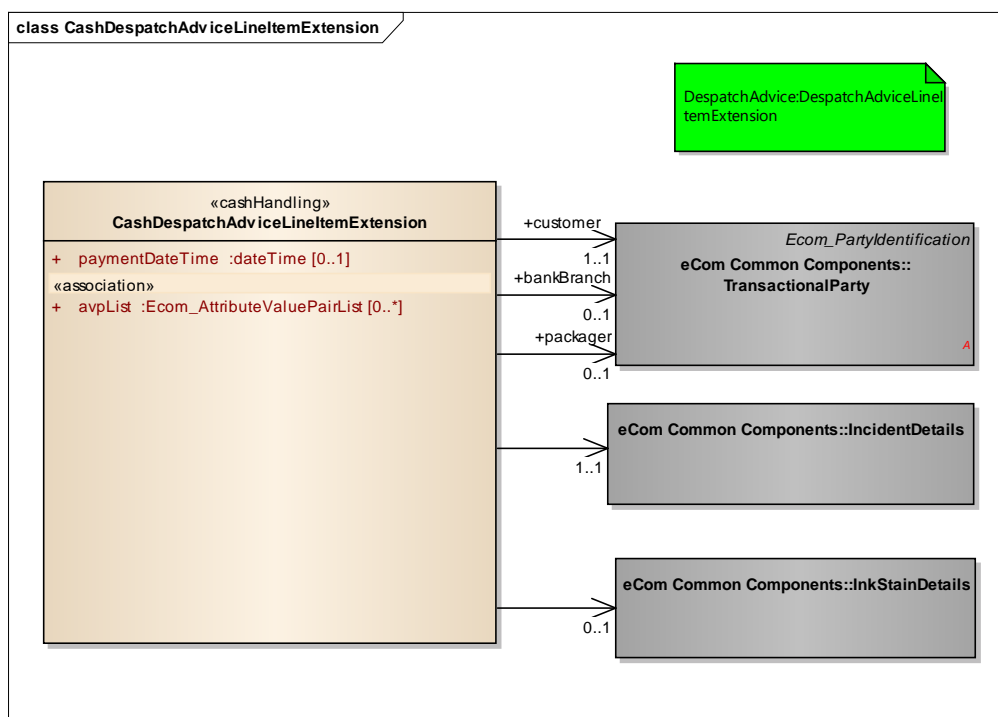 class CashDespatchAdviceLineItemExtension
DespatchAdvice:DespatchAdviceLineI
temExtension
«cashHandling»
CashDespatchAdviceLineItemExtension
+ paymentDateTime :dateTime [0..1]
«association»
+ avpList :Ecom_AttributeValuePairList [0..*]
+customer
1..1
+bankBranch
0..1
+packager
0..1
Ecom_PartyIdentification
eCom Common Components::
TransactionalParty
A
eCom Common Components::IncidentDetails
1..1
eCom Common Components::InkStainDetails
0..1